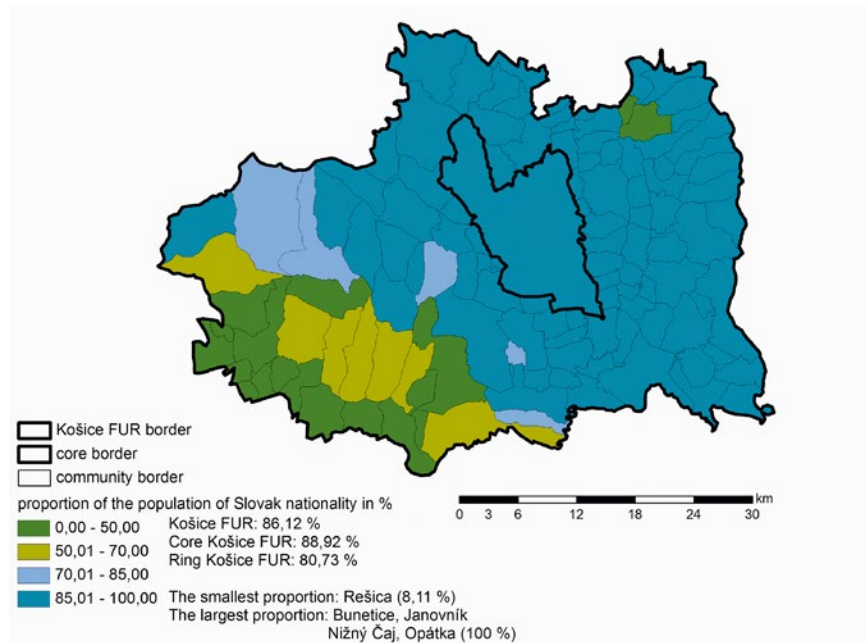 Košice FUR border
core border
community border
proportion of the population of Slovak nationality in %
0,00 - 50,00
50,01 - 70,00
70,01 - 85,00
85,01 - 100,00
Košice FUR: 86,12 %
Core Košice FUR: 88,92 %
Ring Košice FUR: 80,73 %
The smallest proportion: Rešica (8,11 %)
The largest proportion: Bunetice, Janovník
Nižný Čaj, Opátka (100 %)
km
0 3 6 12 18 24 30